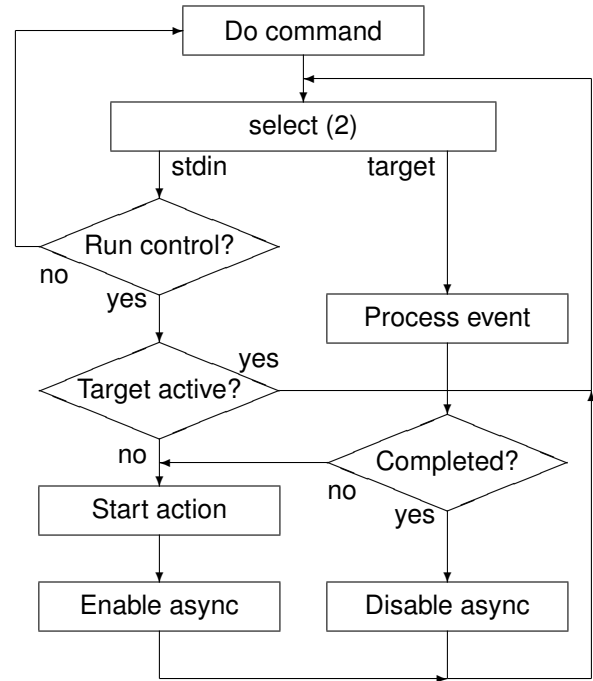 Do command
select (2)
stdin
target
Run control?
no
yes
Process event
yes
Target active?
no
Completed?
no
yes
Start action
Enable async
Disable async